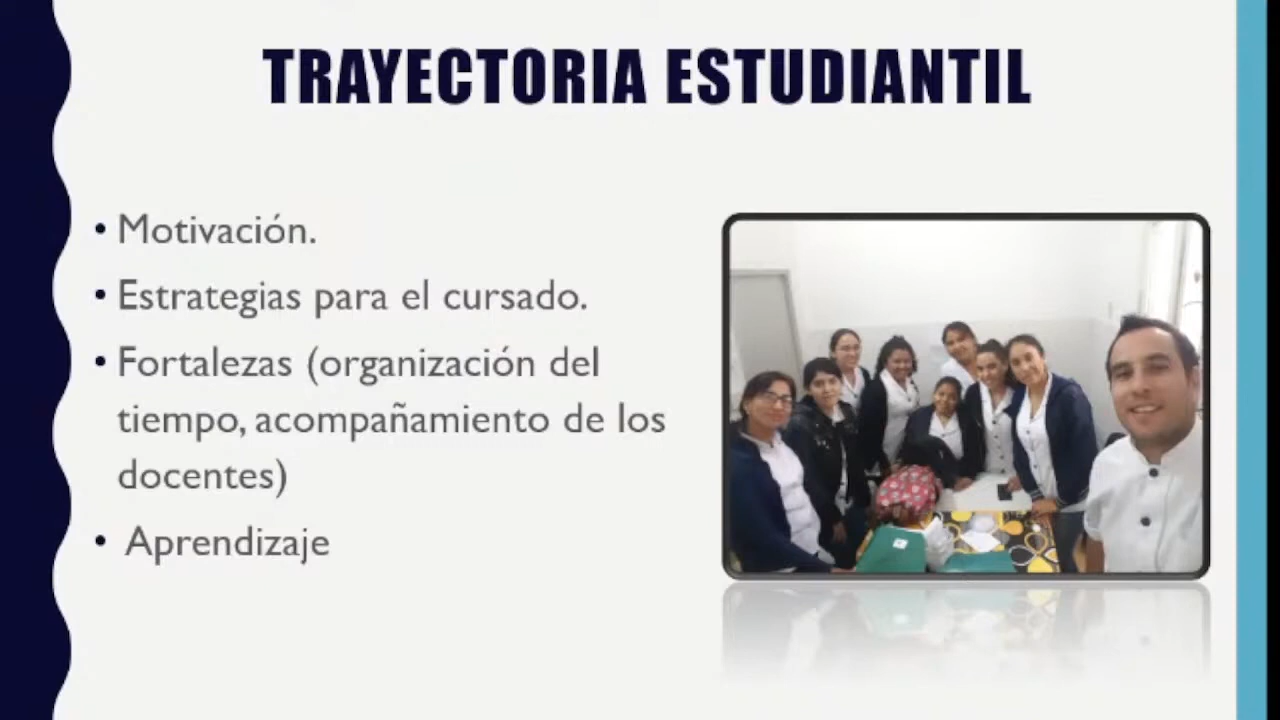 TRAYECTORIA ESTUDIANTIL
• Motivación.
• Estrategias para el cursado.
• Fortalezas (organización del
tiempo, acompañamiento de los
docentes)
• Aprendizaje